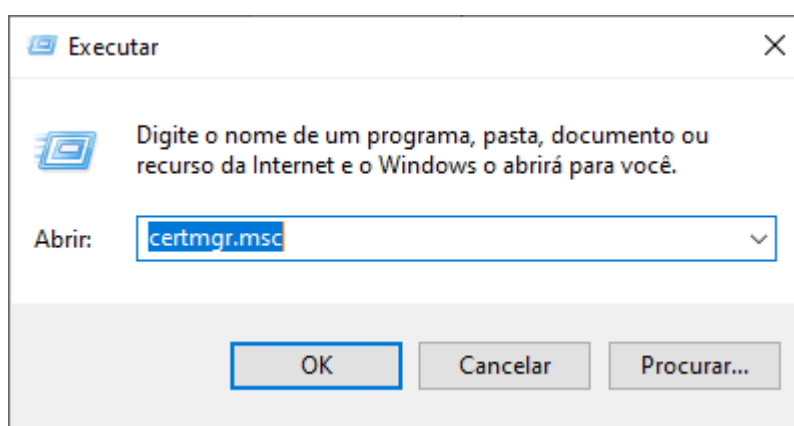 Executar
Digite o nome de um programa, pasta, documento ou
recurso da Internet e o Windows o abrirá para você.
Abrir: certmgr.msc
OK Cancelar Procurar...